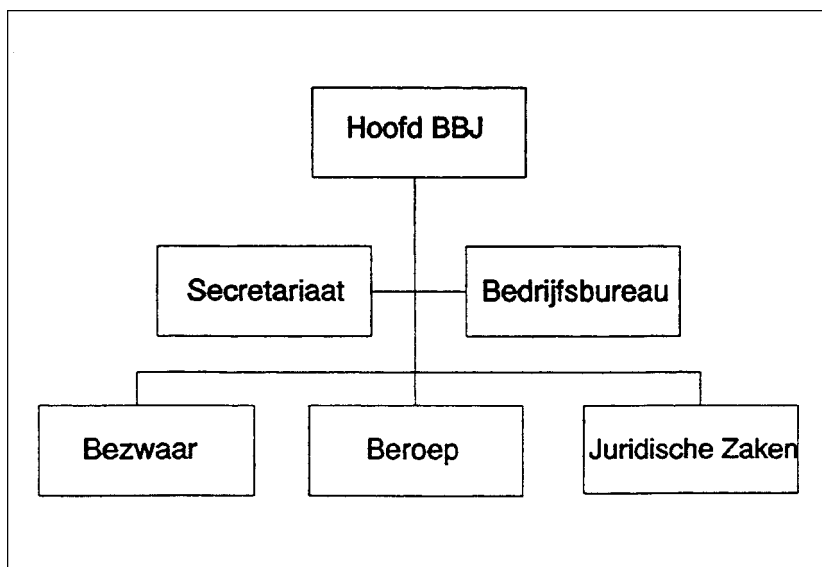 Hoofd BBJ
Secretariaat
Bedrijfsbureau
Bezwaar
Beroep
Juridische Zaken